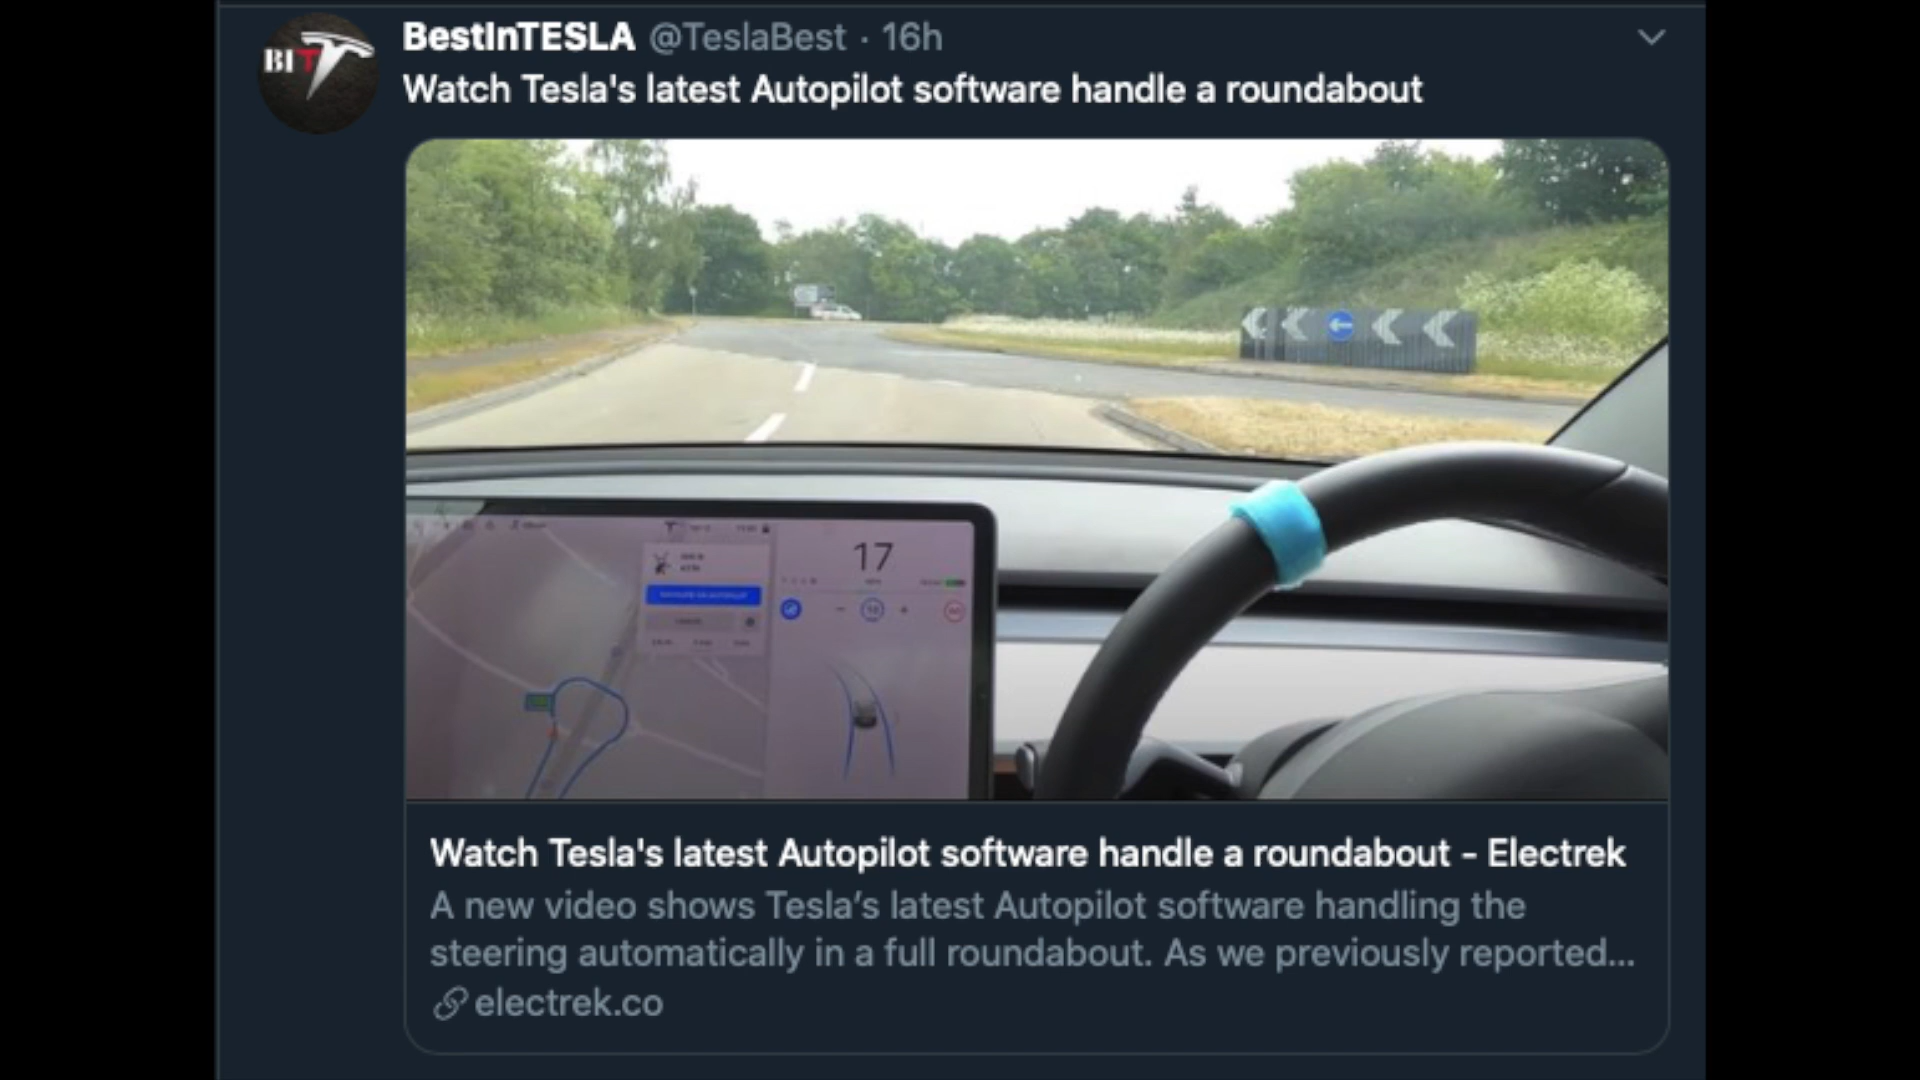 BIT
BestInTESLA @TeslaBest · 16h
Watch Tesla's latest Autopilot software handle a roundabout
17
Watch Tesla's latest Autopilot software handle a roundabout - Electrek
A new video shows Tesla's latest Autopilot software handling the
steering automatically in a full roundabout. As we previously reported...
electrek.co